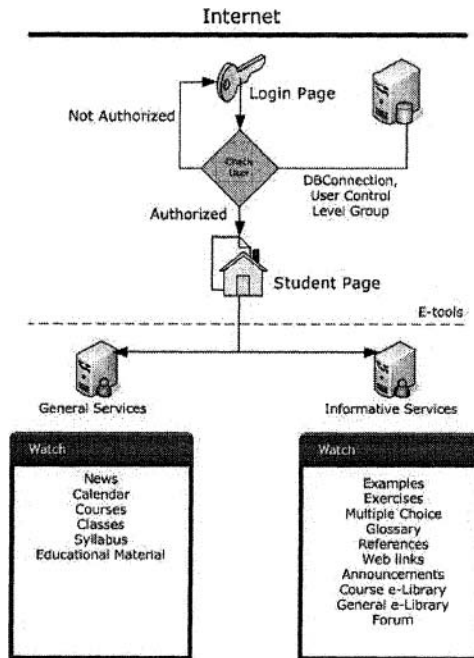 Internet
Login Page
Not Authorized
Check
User
DBConnection,
User Control
Level Group
Authorized
Student Page
E-tools
General Services
Informative Services
Watch
News
Calendar
Courses
Classes
Syllabus
Educational Material
Watch
Examples
Exercises
Multiple Choice
Glossary
References
Web links
Announcements
Course e-Library
General e-Library
Forum